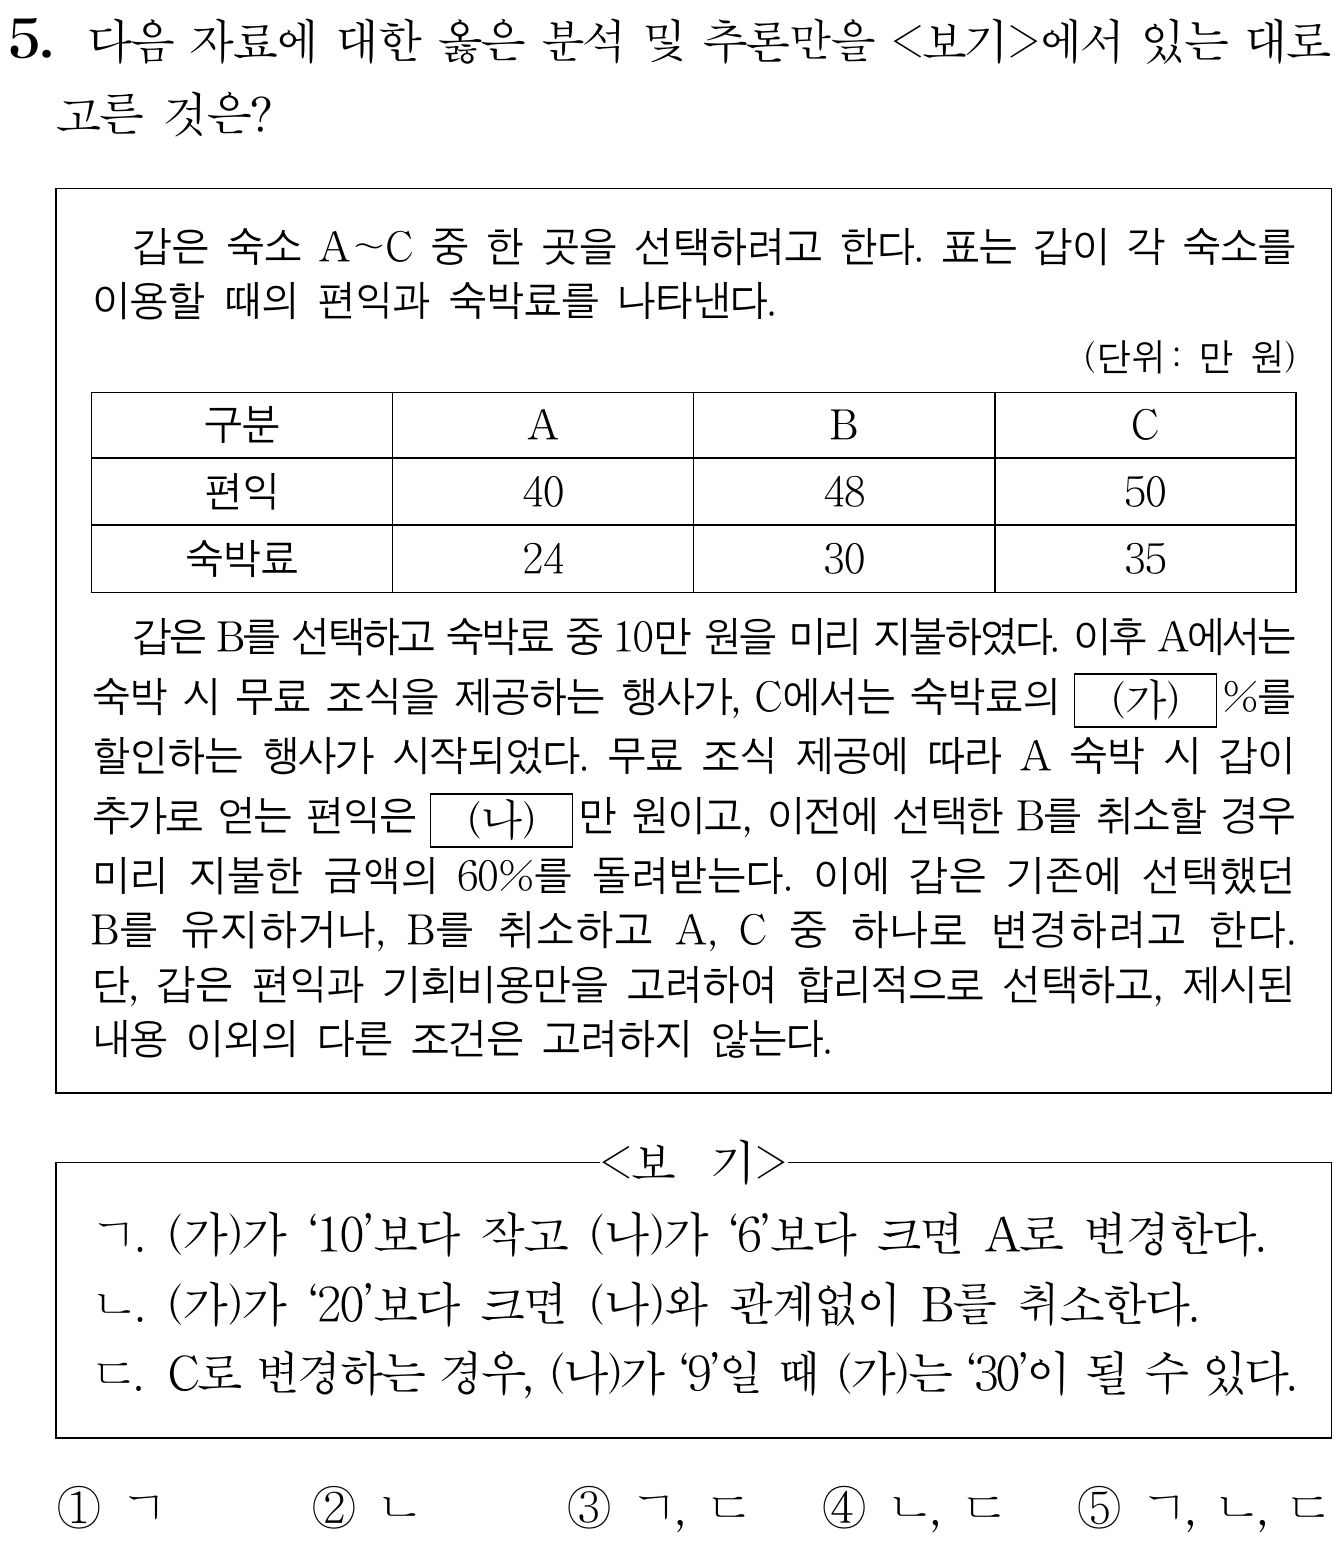 5. 다음 자료에 대한 옳은 분석 및 추론만을 <보기>에서 있는 대로
고른 것은?
갑은 숙소 A~C 중 한 곳을 선택하려고 한다. 표는 갑이 각 숙소를
이용할 때의 편익과 숙박료를 나타낸다.
(단위: 만 원)
구분 A B C
편익 40 48 50
숙박료 24 30 35
갑은 B를 선택하고 숙박료 중 10만 원을 미리 지불하였다. 이후 A에서는
숙박 시 무료 조식을 제공하는 행사가, C에서는 숙박료의 (가) %를
할인하는 행사가 시작되었다. 무료 조식 제공에 따라 A 숙박 시 갑이
추가로 얻는 편익은 (나) 만 원이고, 이전에 선택한 B를 취소할 경우
미리 지불한 금액의 60%를 돌려받는다. 이에 갑은 기존에 선택했던
B를 유지하거나, B를 취소하고 A, C 중 하나로 변경하려고 한다.
단, 갑은 편익과 기회비용만을 고려하여 합리적으로 선택하고, 제시된
내용 이외의 다른 조건은 고려하지 않는다.
<보 기>
ㄱ. (가)가 ‘10’보다 작고 (나)가 ‘6’보다 크면 A로 변경한다.
ㄴ. (가)가 ‘20’보다 크면 (나)와 관계없이 B를 취소한다.
ㄷ. C로 변경하는 경우, (나)가 ‘9’일 때 (가)는 ‘30’이 될 수 있다.
① ㄱ ② ㄴ ③ ㄱ, ㄷ ④ ㄴ, ㄷ ⑤ ㄱ, ㄴ, ㄷ